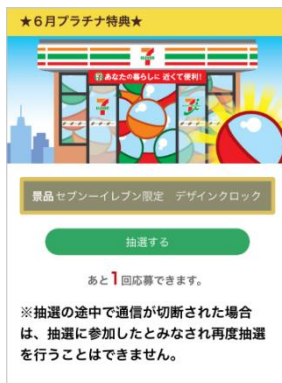 ★6月プラチナ特典★
7
あなたの暮らしに 近くて便利!
景品 セブンーイレブン限定 デザインクロック
抽選する
あと1回応募できます。
※抽選の途中で通信が切断された場合
は、抽選に参加したとみなされ再度抽選
を行うことはできません。